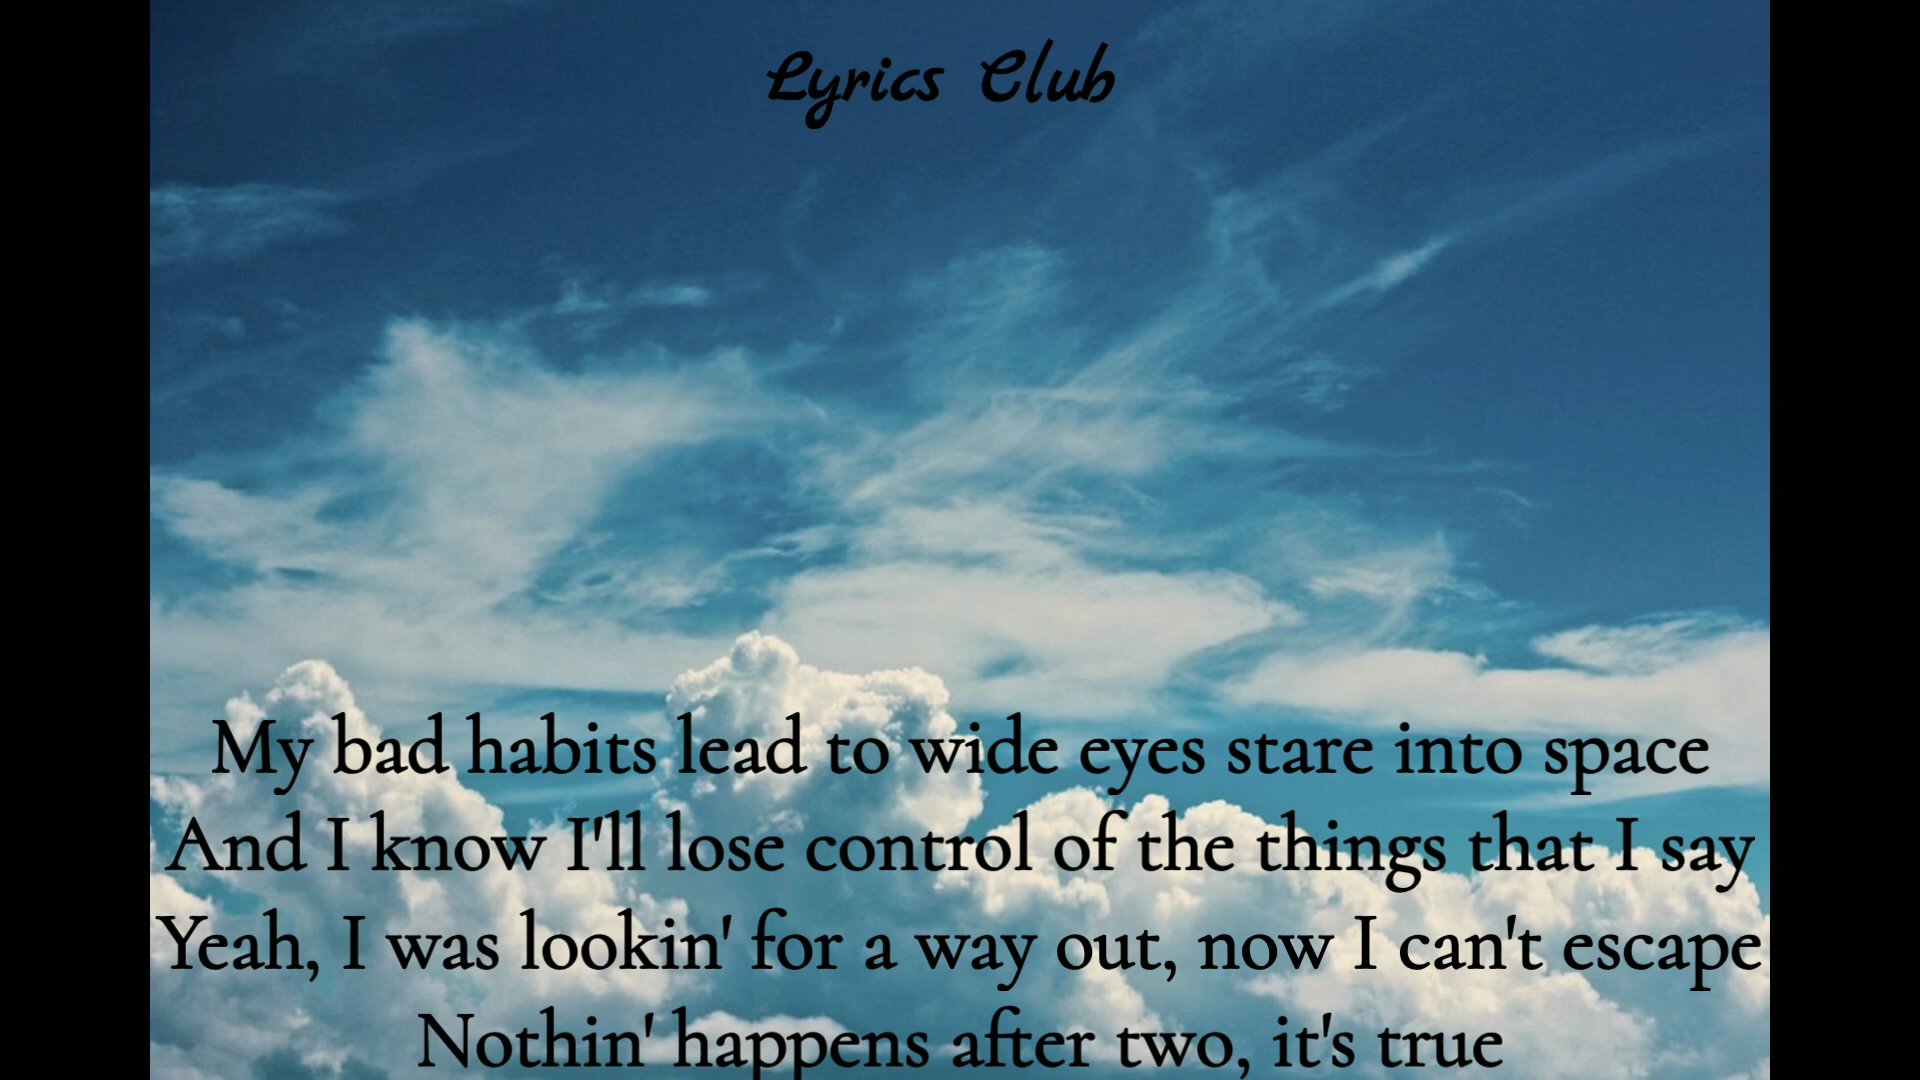 Lyrics Club
My bad habits lead to wide eyes stare into space
And I know I'll lose control of the things that I say
Yeah, I was lookin' for a way out, now I can't escape
Nothin' happens after two, it's true